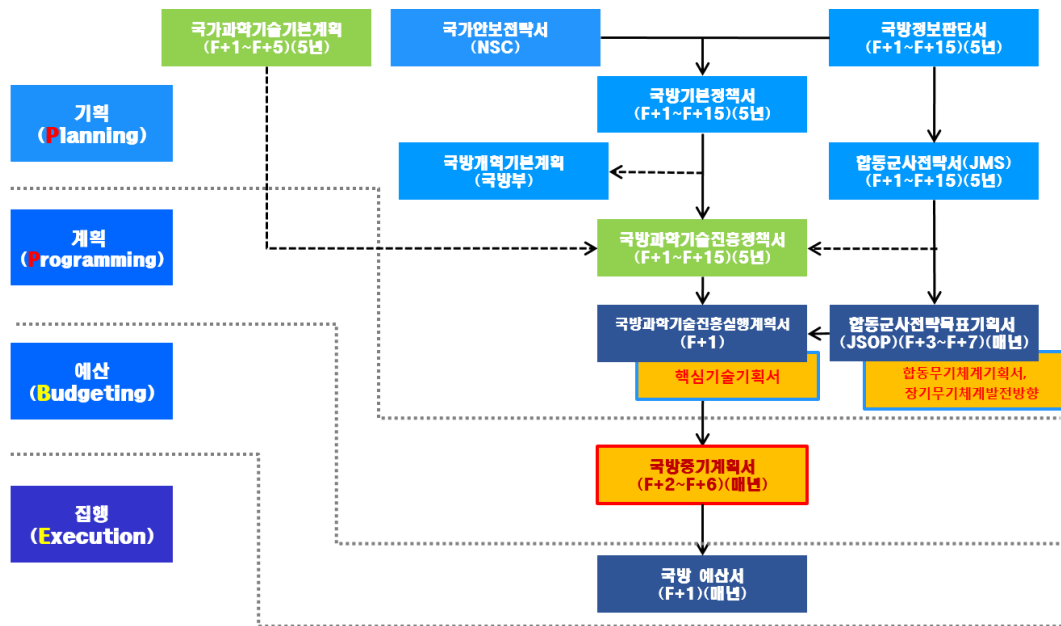 국가과학기술기본계획
(F+1~F+5)(5년)
국가안보전략서
(NSC)
국방정보판단서
(F+1~F+15)(5년)
기획
(Planning)
국방기본정책서
(F+1~F+15)(5년)
국방개혁기본계획
(국방부)
합동군사전략서(JMS)
(F+1~F+15)(5년)
계획
(Programming)
국방과학기술진흥정책서
(F+1~F+15)(5년)
국방과학기술진흥실행계획서
(F+1)
합동군사전략목표기획서
(JSOP)(F+3~F+7)(매년)
예산
(Budgeting)
핵심기술기획서
합동무기체계기획서,
장기무기체계발전방향
국방중기계획서
(F+2~F+6)(매년)
집행
(Execution)
국방 예산서
(F+1)(매년)